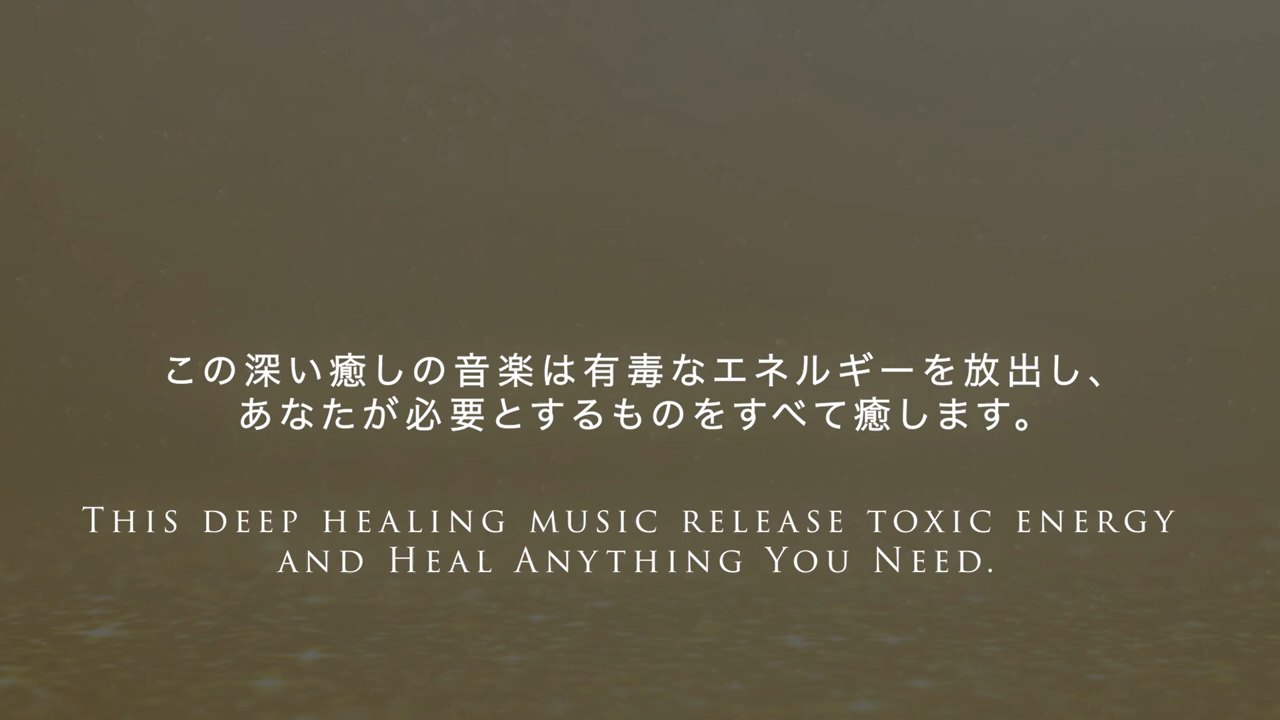 この深い癒しの音楽は有毒なエネルギーを放出し、
あなたが必要とするものをすべて癒します。
This deep healing music release toxic energy
and Heal Anything You Need.